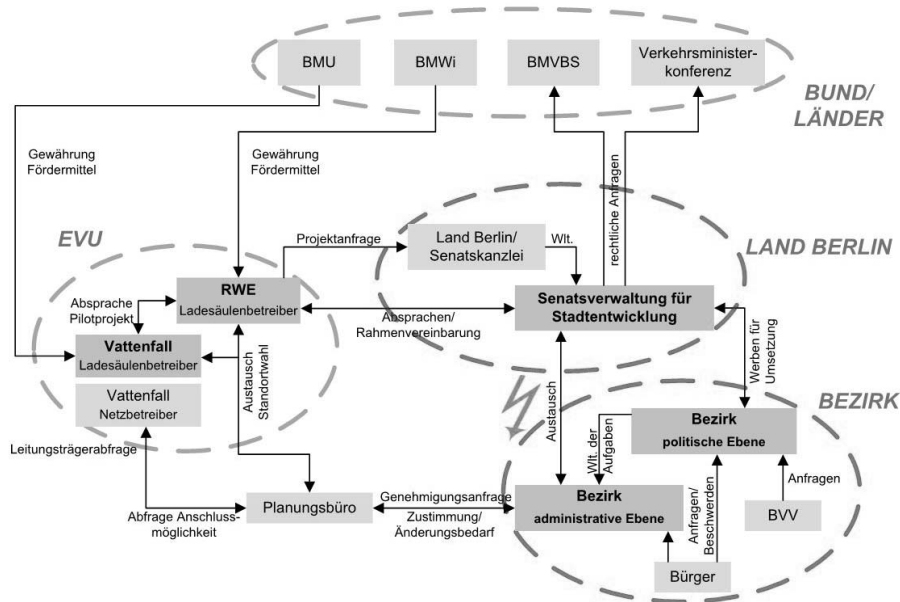 BMU
BMWi
BMVBS
Verkehrsminister-
konferenz
BUND/
LÄNDER
Gewährung
Fördermittel
Gewährung
Fördermittel
rechtliche Anfragen
EVU
Projektanfrage
Land Berlin/
Senatskanzlei
Wlt.
LAND BERLIN
RWE
Ladesäulenbetreiber
Absprache
Pilotprojekt
Absprachen/
Rahmenvereinbarung
Senatsverwaltung für
Stadtentwicklung
Vattenfall
Ladesäulenbetreiber
Austausch
Standortwahl
Werben für
Umsetzung
Vattenfall
Netzbetreiber
Austausch
BEZIRK
Leitungsträgerabfrage
Wlt. der
Aufgaben
Bezirk
politische Ebene
Anfragen
Planungsbüro
Genehmigungsanfrage
Zustimmung/
Änderungsbedarf
Abfrage Anschluss-
möglichkeit
Bezirk
administrative Ebene
Anfragen/
Beschwerden
BVV
Bürger